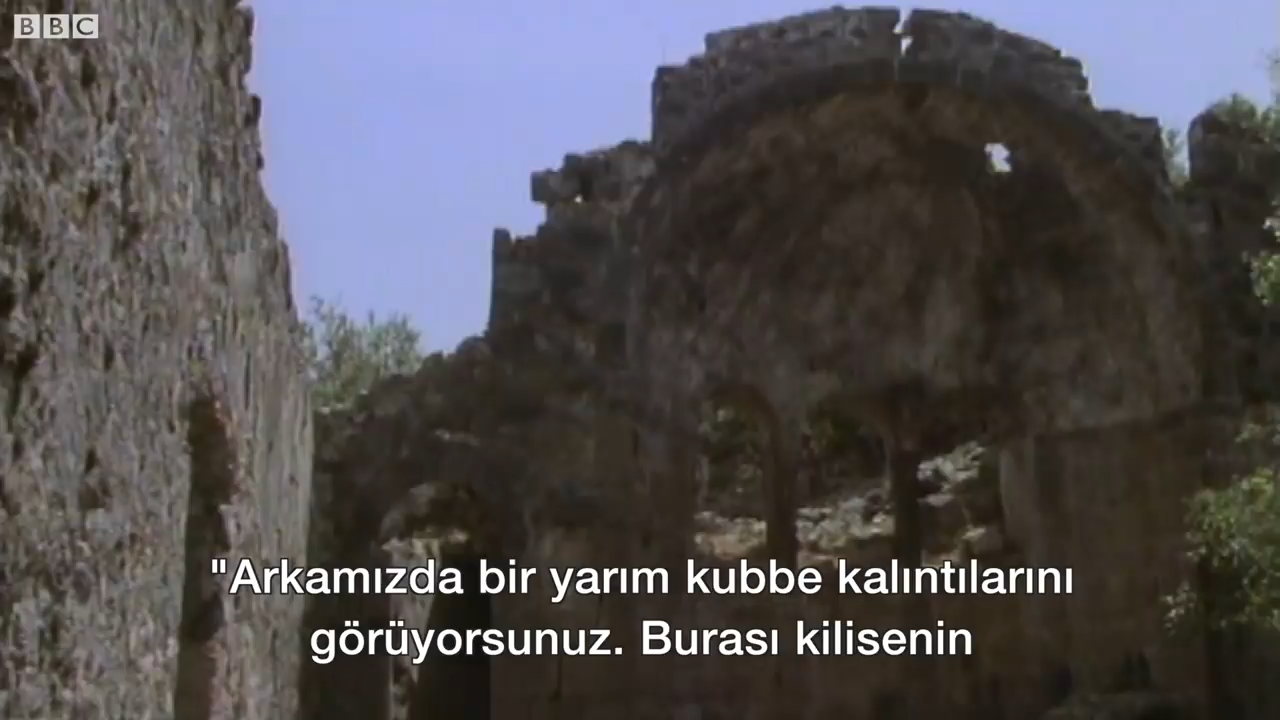 BBC
"Arkamızda bir yarım kubbe kalıntılarını
görüyorsunuz. Burası kilisenin